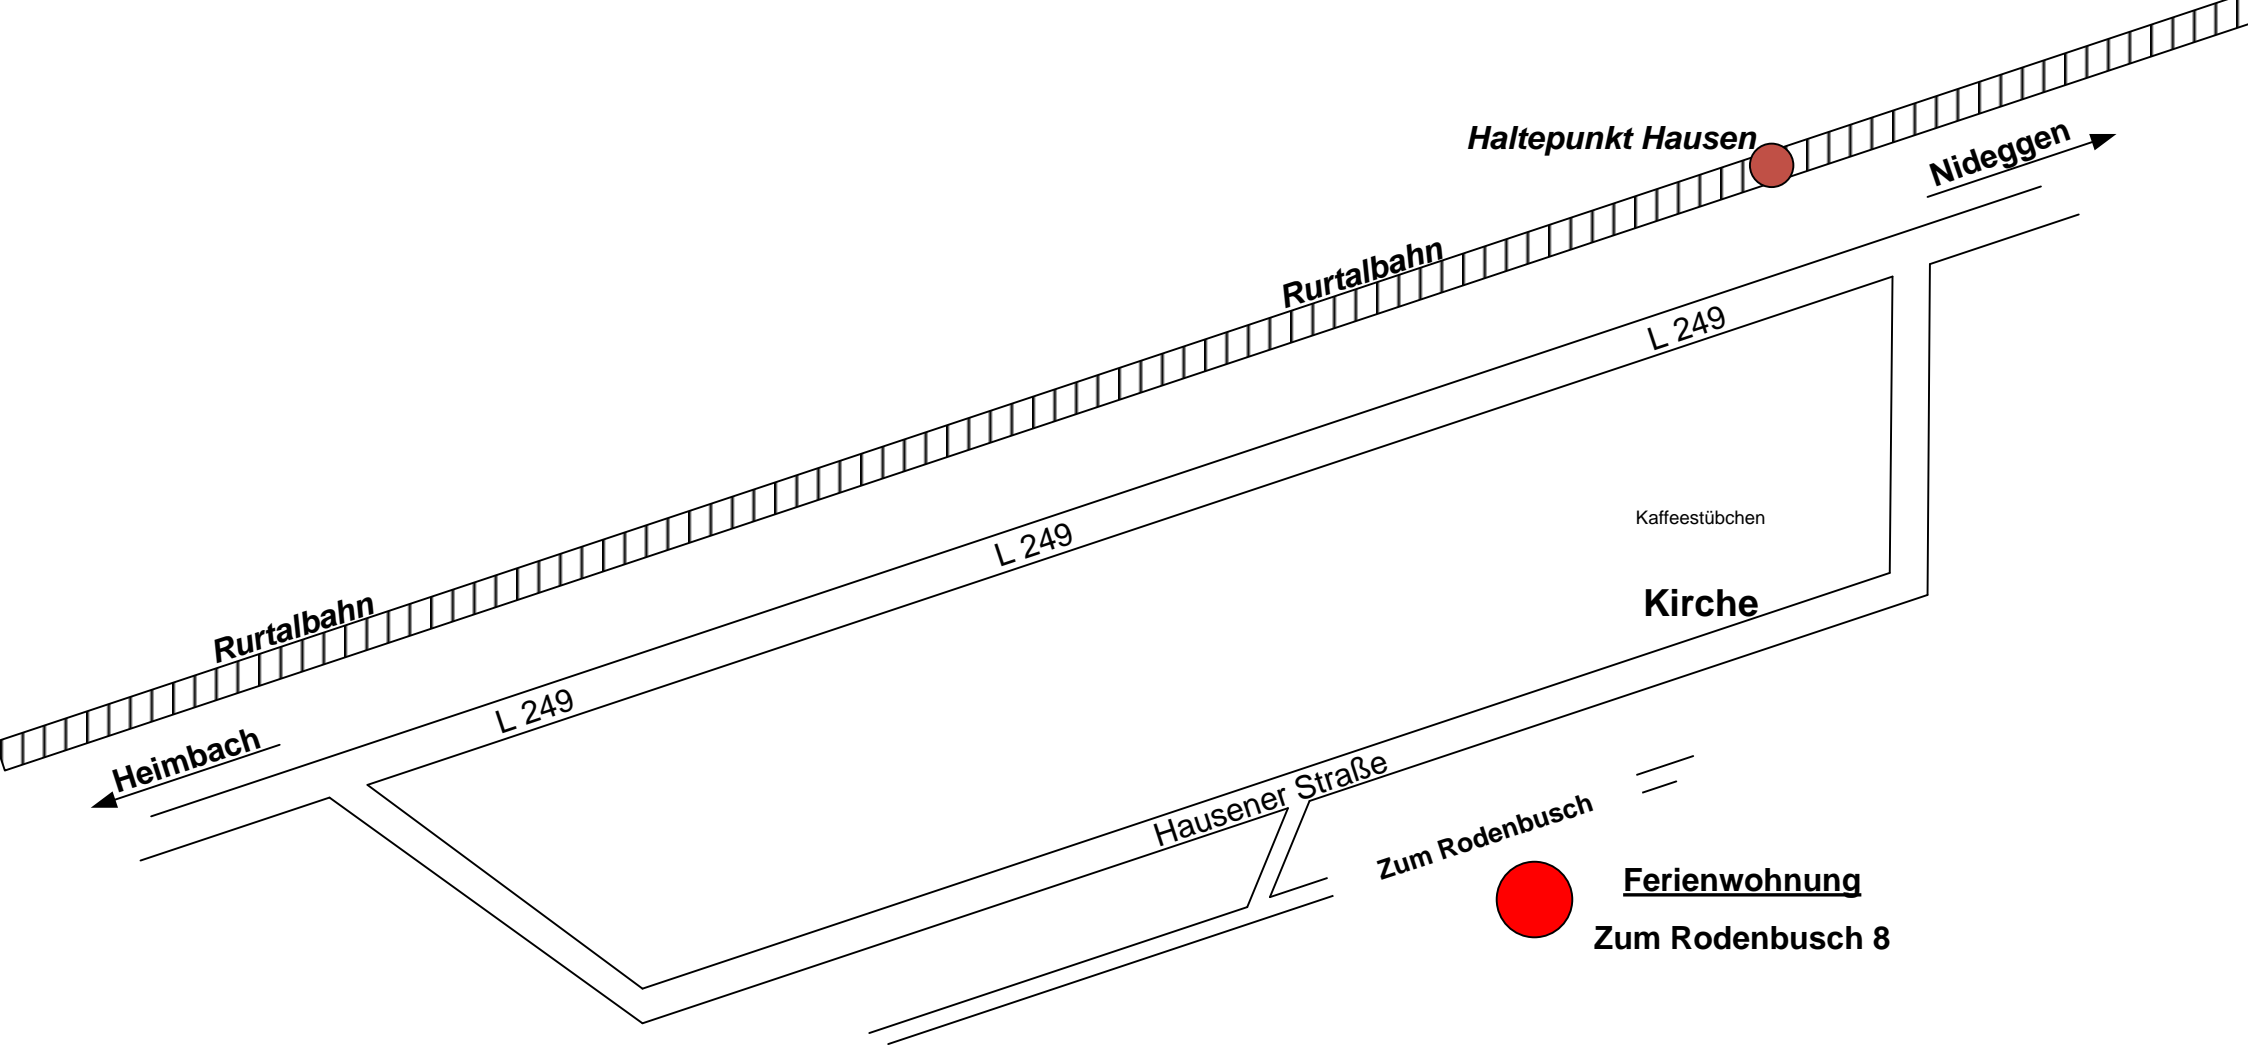 Haltepunkt Hausen
Nideggen
Rurtalbahn
L 249
Kaffeestübchen
L 249
Kirche
Rurtalbahn
L 249
Heimbach
Hausener Straße
Zum Rodenbusch
Ferienwohnung
Zum Rodenbusch 8